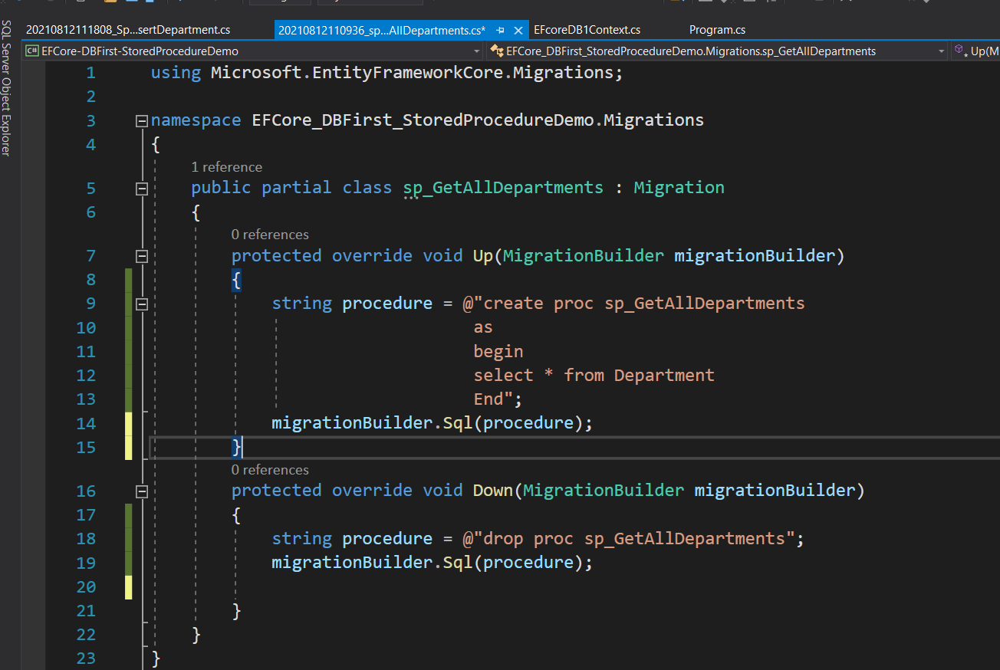 20210812111808_Sp...sertDepartment.cs
20210812110936_sp...AllDepartments.cs*
EFcoreDB1Context.cs
Program.cs
SQL Server Object Explorer
C# EFCore-DBFirst-StoredProcedureDemo
EFCore_DBFirst_StoredProcedureDemo.Migrations.sp_GetAllDepartments
Up(M
1 using Microsoft.EntityFrameworkCore.Migrations;
2
3 namespace EFCore_DBFirst_StoredProcedureDemo.Migrations
4 {
1 reference
5 public partial class sp_GetAllDepartments : Migration
6 {
0 references
7 protected override void Up(MigrationBuilder migrationBuilder)
8 {
9 string procedure = @"create proc sp_GetAllDepartments
10 as
11 begin
12 select * from Department
13 End";
14 migrationBuilder.Sql(procedure);
15 }
0 references
16 protected override void Down(MigrationBuilder migrationBuilder)
17 {
18 string procedure = @"drop proc sp_GetAllDepartments";
19 migrationBuilder.Sql(procedure);
20
21 }
22 }
23 }